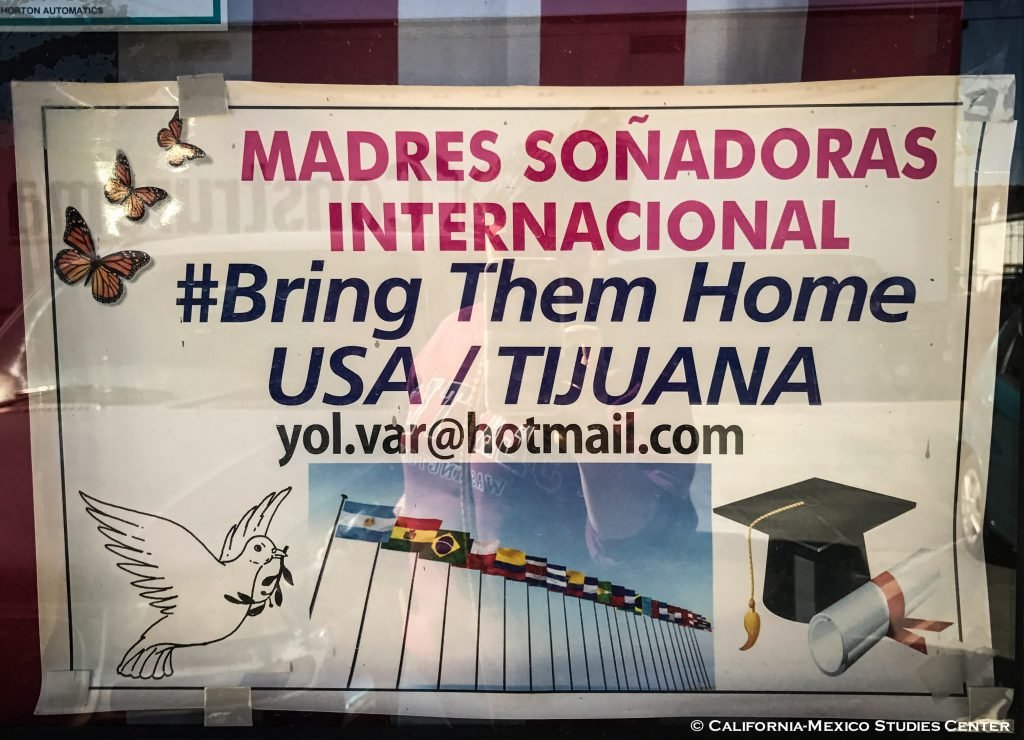 HORTON AUTOMATICS
MADRES SOÑADORAS
INTERNACIONAL
#Bring Them Home
USA / TIJUANA
yol.var@hotmail.com
© CALIFORNIA-MEXICO STUDIES CENTER